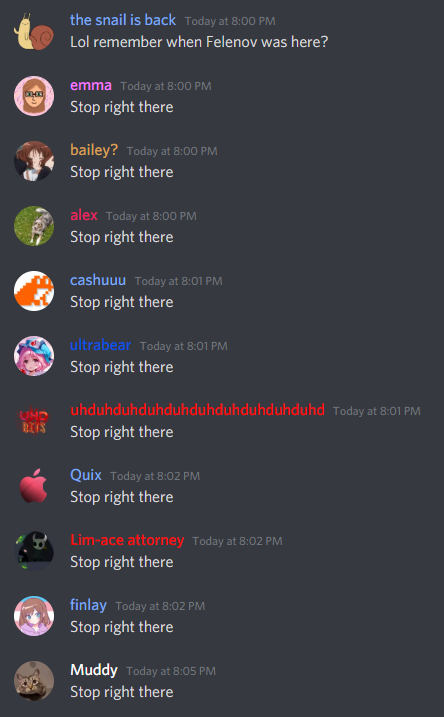 the snail is back Today at 8:00 PM
Lol remember when Felenov was here?
emma Today at 8:00 PM
Stop right there
bailey? Today at 8:00 PM
Stop right there
alex Today at 8:00 PM
Stop right there
cashuuu Today at 8:01 PM
Stop right there
ultrabear Today at 8:01 PM
Stop right there
uhduhduhduhduhduhduhduhduhduhd Today at 8:01 PM
UHD
Stop right there
Quix Today at 8:02 PM
Stop right there
Lim-ace attorney Today at 8:02 PM
Stop right there
finlay Today at 8:02 PM
Stop right there
Muddy Today at 8:05 PM
Stop right there